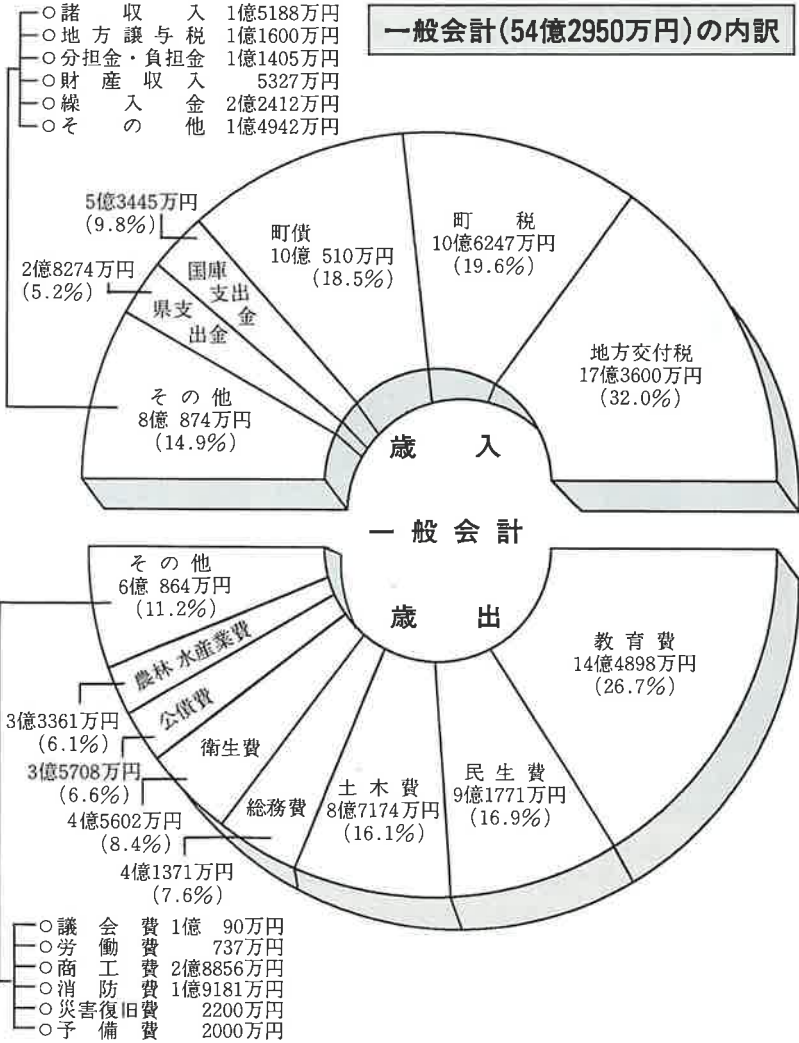 一般会計(54億2950万円)の内訳
○諸収入 1億5188万円
○地方譲与税 1億1600万円
○分担金・負担金 1億1405万円
○財産収入 5327万円
○繰入金 2億2412万円
○その他 1億4942万円
5億3445万円
(9.8%)
国庫
支出
金
2億8274万円
(5.2%)
県支
出金
その他
8億 874万円
(14.9%)
町債
10億 510万円
(18.5%)
町税
10億6247万円
(19.6%)
地方交付税
17億3600万円
(32.0%)
歳入
一般会計
歳出
その他
6億 864万円
(11.2%)
農林水産業費
3億3361万円
(6.1%)
公債費
3億5708万円
(6.6%)
衛生費
4億5602万円
(8.4%)
総務費
4億1371万円
(7.6%)
土木費
8億7174万円
(16.1%)
民生費
9億1771万円
(16.9%)
教育費
14億4898万円
(26.7%)
○議会費 1億 90万円
○労働費 737万円
○商工費 2億8856万円
○消防費 1億9181万円
○災害復旧費 2200万円
○予備費 2000万円